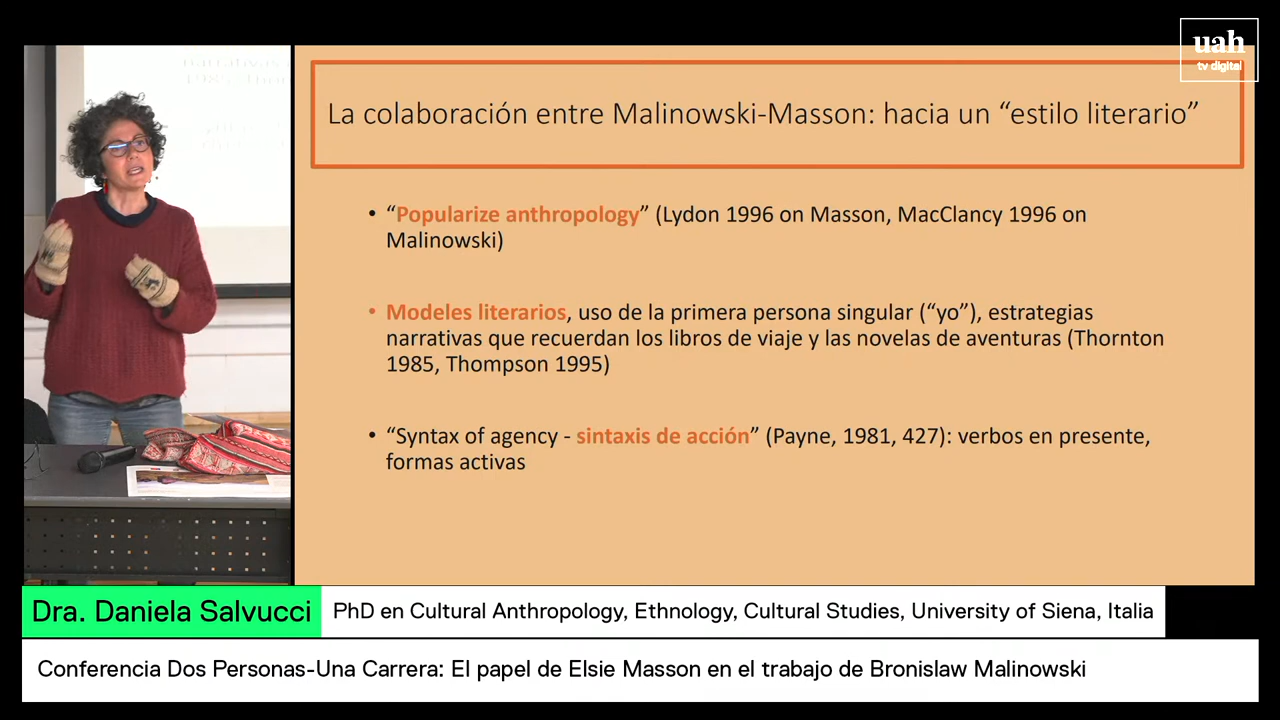 uah
tv digital
La colaboración entre Malinowski-Masson: hacia un “estilo literario”
• “Popularize anthropology” (Lydon 1996 on Masson, MacClancy 1996 on
Malinowski)
• Modeles literarios, uso de la primera persona singular (“yo”), estrategias
narrativas que recuerdan los libros de viaje y las novelas de aventuras (Thornton
1985, Thompson 1995)
• “Syntax of agency - sintaxis de acción” (Payne, 1981, 427): verbos en presente,
formas activas
Dra. Daniela Salvucci
PhD en Cultural Anthropology, Ethnology, Cultural Studies, University of Siena, Italia
Conferencia Dos Personas-Una Carrera: El papel de Elsie Masson en el trabajo de Bronislaw Malinowski